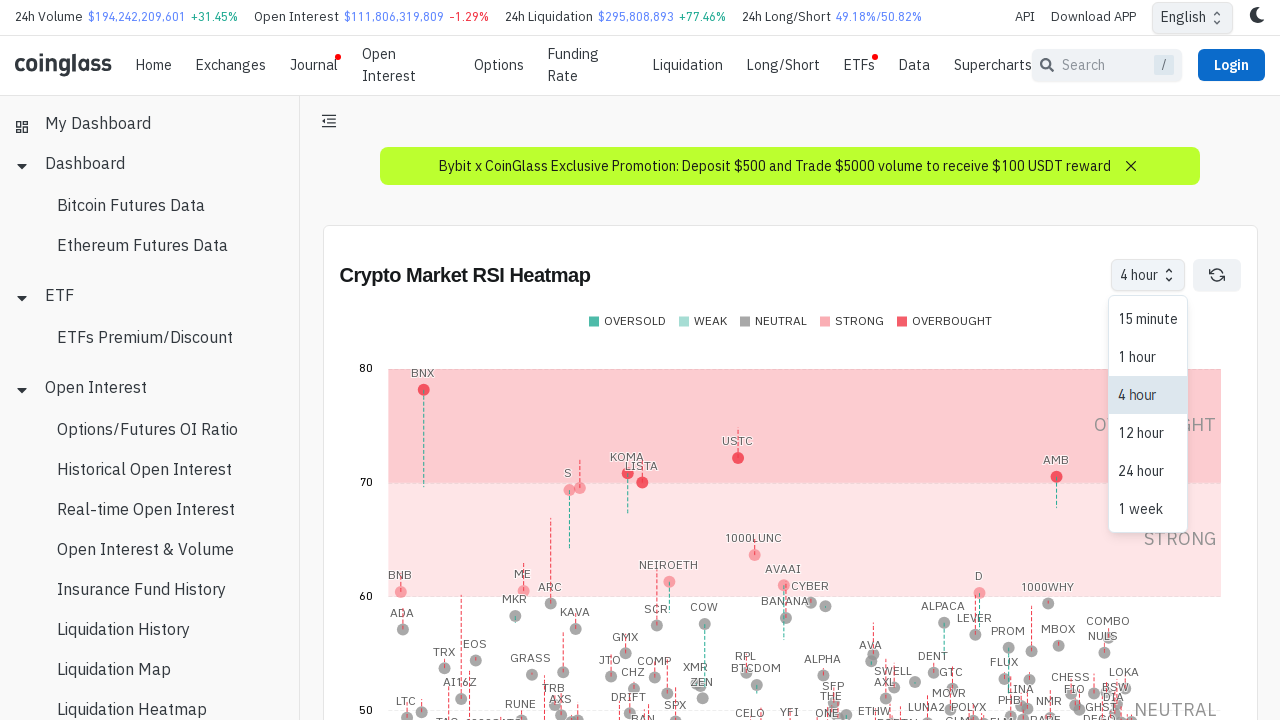 24h Volume $194,242,209,601 +31.45% Open Interest $111,806,319,809 -1.29% 24h Liquidation $295,808,893 +77.46% 24h Long/Short 49.18%/50.82% API Download APP English
coinglass Home Exchanges Journal Open Interest Options Funding Rate Liquidation Long/Short ETFs Data Supercharts Search / Login
My Dashboard
Dashboard
Bitcoin Futures Data
Ethereum Futures Data
ETF
ETFs Premium/Discount
Open Interest
Options/Futures OI Ratio
Historical Open Interest
Real-time Open Interest
Open Interest & Volume
Insurance Fund History
Liquidation History
Liquidation Map
Liquidation Heatmap
Bybit x CoinGlass Exclusive Promotion: Deposit $500 and Trade $5000 volume to receive $100 USDT reward
Crypto Market RSI Heatmap
4 hour
15 minute
1 hour
4 hour
12 hour
24 hour
1 week
OVERSOLD WEAK NEUTRAL STRONG OVERBOUGHT
80
BNX
USTC
KOMA
LISTA
AMB
S
70
STRONG
1000LUNC
NEIROETH
AVAAI
BNB
ME
D
ARC
CYBER
1000WHY
60
MKR
BANANA
ADA
KAVA
SCR
COW
ALPACA
LEVER
COMBO
PROM
MBOX
NULS
GMX
EOS
TRX
GRASS
JTO
COMP
RPL
XMR
BTCDOM
ALPHA
AVA
DENT
FLUX
CHZ
SWELL
GTC
LOKA
CHESS
AI16Z
ZEN
AXL
SFP
TRB
LINA
FIO
BSW
LTC
RUNE
AXS
DRIFT
THE
MOVR
PHB
NMR
DIA
LUNA2
POLYX
GHST
50
CELO
YFI
ETHW
NEUTRAL